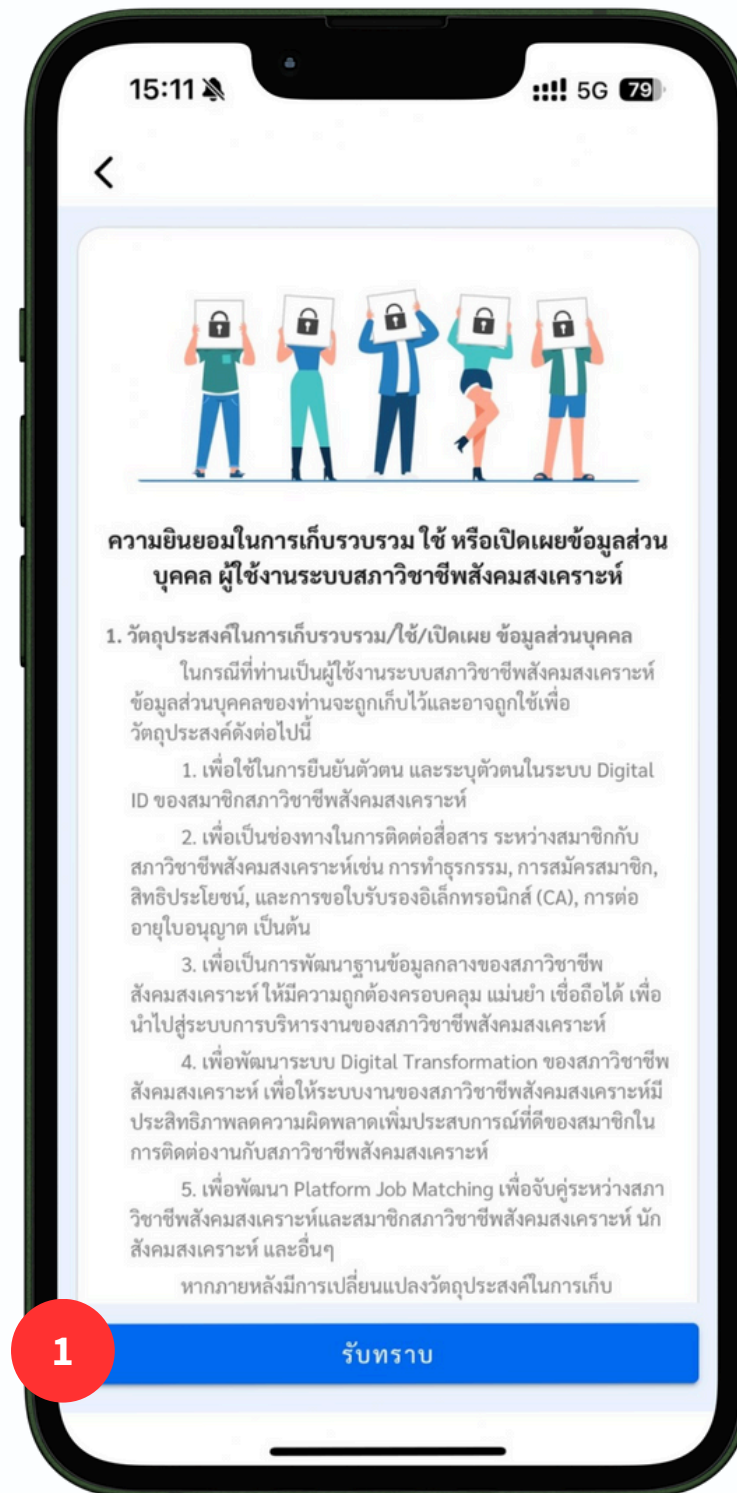 15:11
5G 79
ความยินยอมในการเก็บรวบรวม ใช้ หรือเปิดเผยข้อมูลส่วน
บุคคล ผู้ใช้งานระบบสภาวิชาชีพสังคมสงเคราะห์
1. วัตถุประสงค์ในการเก็บรวบรวม/ใช้/เปิดเผย ข้อมูลส่วนบุคคล
ในกรณีที่ท่านเป็นผู้ใช้งานระบบสภาวิชาชีพสังคมสงเคราะห์
ข้อมูลส่วนบุคคลของท่านจะถูกเก็บไว้และอาจถูกใช้เพื่อ
วัตถุประสงค์ดังต่อไปนี้
1. เพื่อใช้ในการยืนยันตัวตน และระบุตัวตนในระบบ Digital
ID ของสมาชิกสภาวิชาชีพสังคมสงเคราะห์
2. เพื่อเป็นช่องทางในการติดต่อสื่อสาร ระหว่างสมาชิกกับ
สภาวิชาชีพสังคมสงเคราะห์เช่น การทำธุรกรรม, การสมัครสมาชิก,
สิทธิประโยชน์, และการขอใบรับรองอิเล็กทรอนิกส์ (CA), การต่อ
อายุใบอนุญาต เป็นต้น
3. เพื่อเป็นการพัฒนาฐานข้อมูลกลางของสภาวิชาชีพ
สังคมสงเคราะห์ ให้มีความถูกต้องครอบคลุม แม่นยำ เชื่อถือได้ เพื่อ
นำไปสู่ระบบการบริหารงานของสภาวิชาชีพสังคมสงเคราะห์
4. เพื่อพัฒนาระบบ Digital Transformation ของสภาวิชาชีพ
สังคมสงเคราะห์ เพื่อให้ระบบงานของสภาวิชาชีพสังคมสงเคราะห์มี
ประสิทธิภาพลดความผิดพลาดเพิ่มประสบการณ์ที่ดีของสมาชิกใน
การติดต่องานกับสภาวิชาชีพสังคมสงเคราะห์
5. เพื่อพัฒนา Platform Job Matching เพื่อจับคู่ระหว่างสภา
วิชาชีพสังคมสงเคราะห์และสมาชิกสภาวิชาชีพสังคมสงเคราะห์ นัก
สังคมสงเคราะห์ และอื่นๆ
หากภายหลังมีการเปลี่ยนแปลงวัตถุประสงค์ในการเก็บ
1
รับทราบ